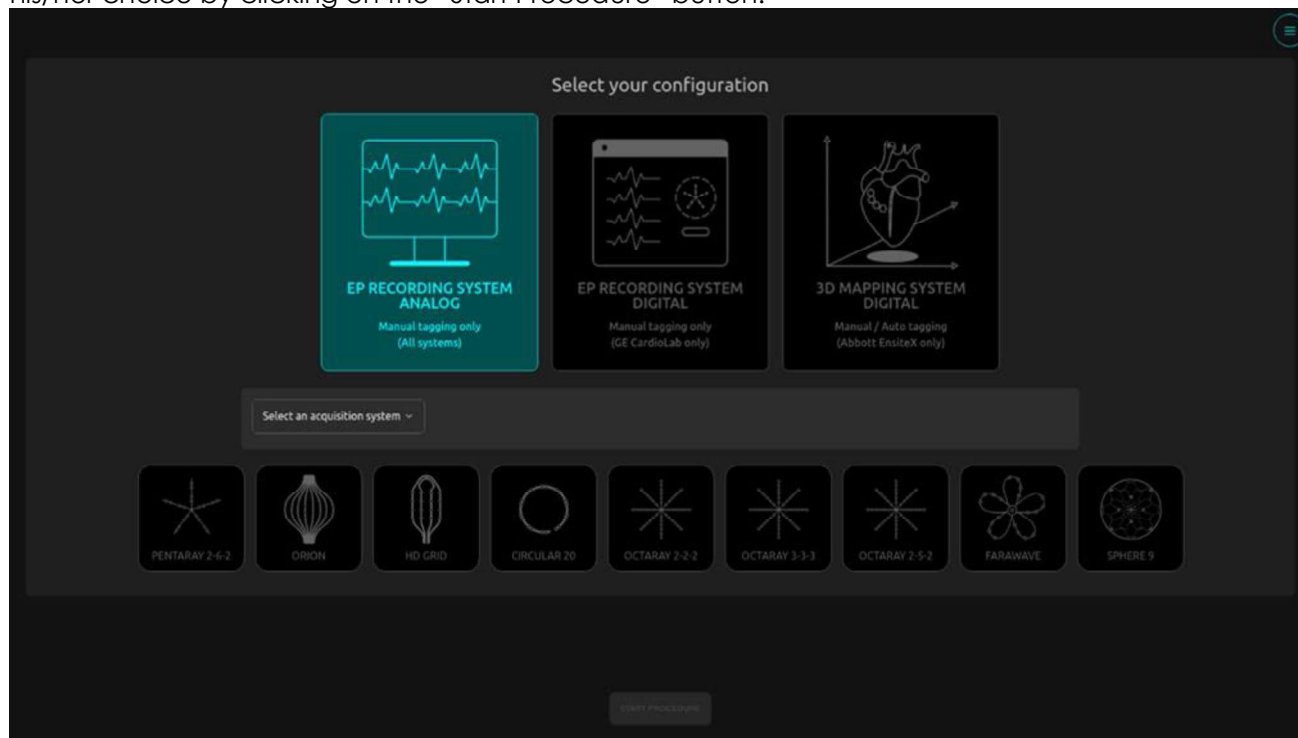 his/her choice by clicking on the "Start Procedure" button.
Select your configuration
EP RECORDING SYSTEM
ANALOG
Manual tagging only
(All systems)
EP RECORDING SYSTEM
DIGITAL
Manual tagging only
(GE CardioLab only)
3D MAPPING SYSTEM
DIGITAL
Manual / Auto tagging
(Abbott EnsiteX only)
Select an acquisition system
PENTARAY 2-6-2
ORION
HD GRID
CIRCULAR 20
OCTARAY 2-2-2
OCTARAY 3-3-3
OCTARAY 2-5-2
FARAWAVE
SPHERE 9
START PROCEDURE